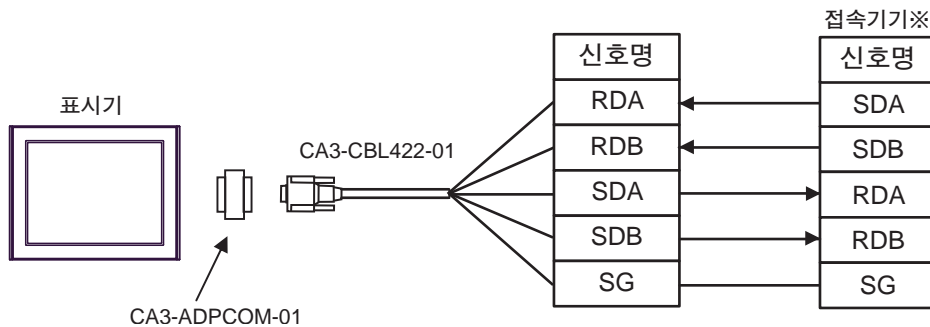 접속기기※
신호명
신호명
표시기
RDA
SDA
CA3-CBL422-01
RDB
SDB
SDA
RDA
SDB
RDB
SG
SG
CA3-ADPCOM-01